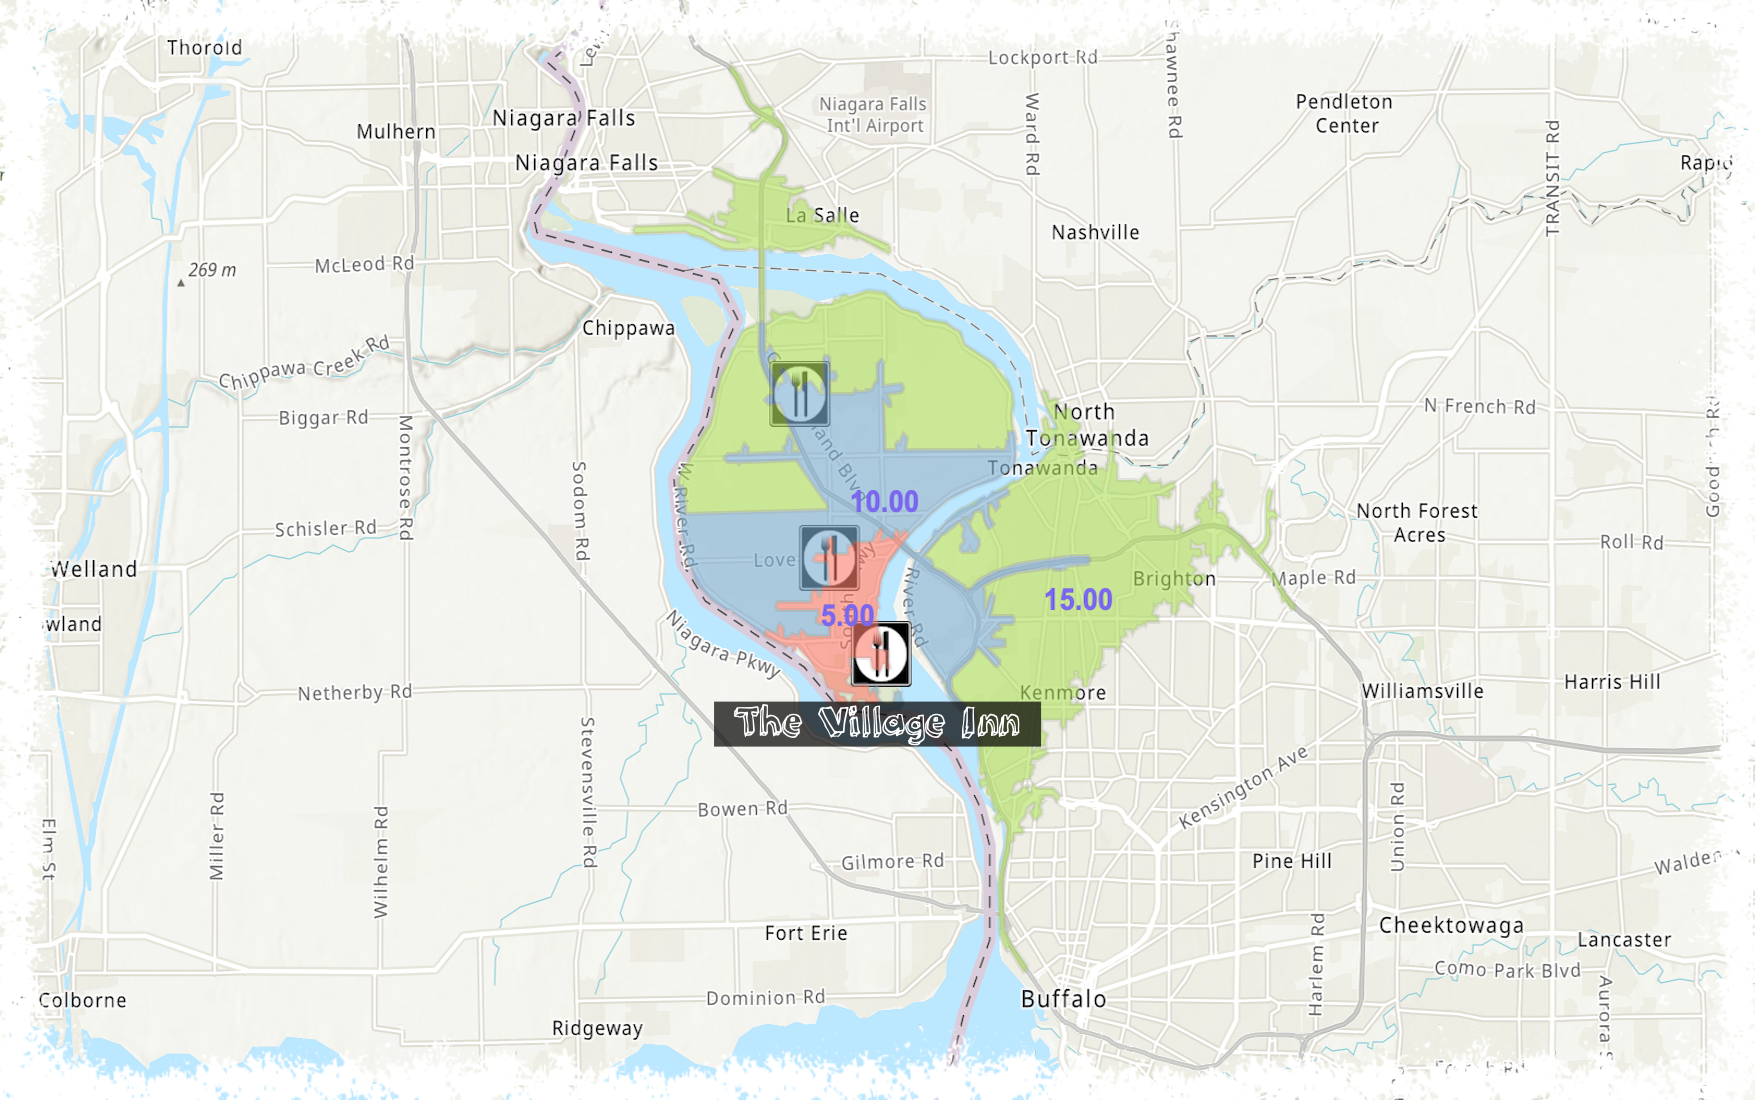 Thorold
Lockport Rd
Shawnee Rd
Niagara Falls
Int'l Airport
Pendleton
Center
Mulhern
Niagara Falls
Niagara Falls
Ward Rd
TRANSIT Rd
La Salle
Nashville
McLeod Rd
269 m
Chippawa
Chippawa Creek Rd
Biggar Rd
Montrose Rd
North
Tonawanda
Tonawanda
N French Rd
W River Rd
Sodom Rd
10.00
Schisler Rd
North Forest
Acres
Roll Rd
Welland
Brighton
Maple Rd
River Rd
15.00
5.00
Niagara Pkwy
Netherby Rd
Kenmore
Williamsville
Harris Hill
The Village Inn
Stevensville Rd
Bowen Rd
Kensington Ave
Elm St
Miller Rd
Wilhelm Rd
Union Rd
Gilmore Rd
Pine Hill
Walden
Fort Erie
Cheektowaga
Lancaster
Harlem Rd
Como Park Blvd
Colborne
Dominion Rd
Buffalo
Ridgeway
Aurora S